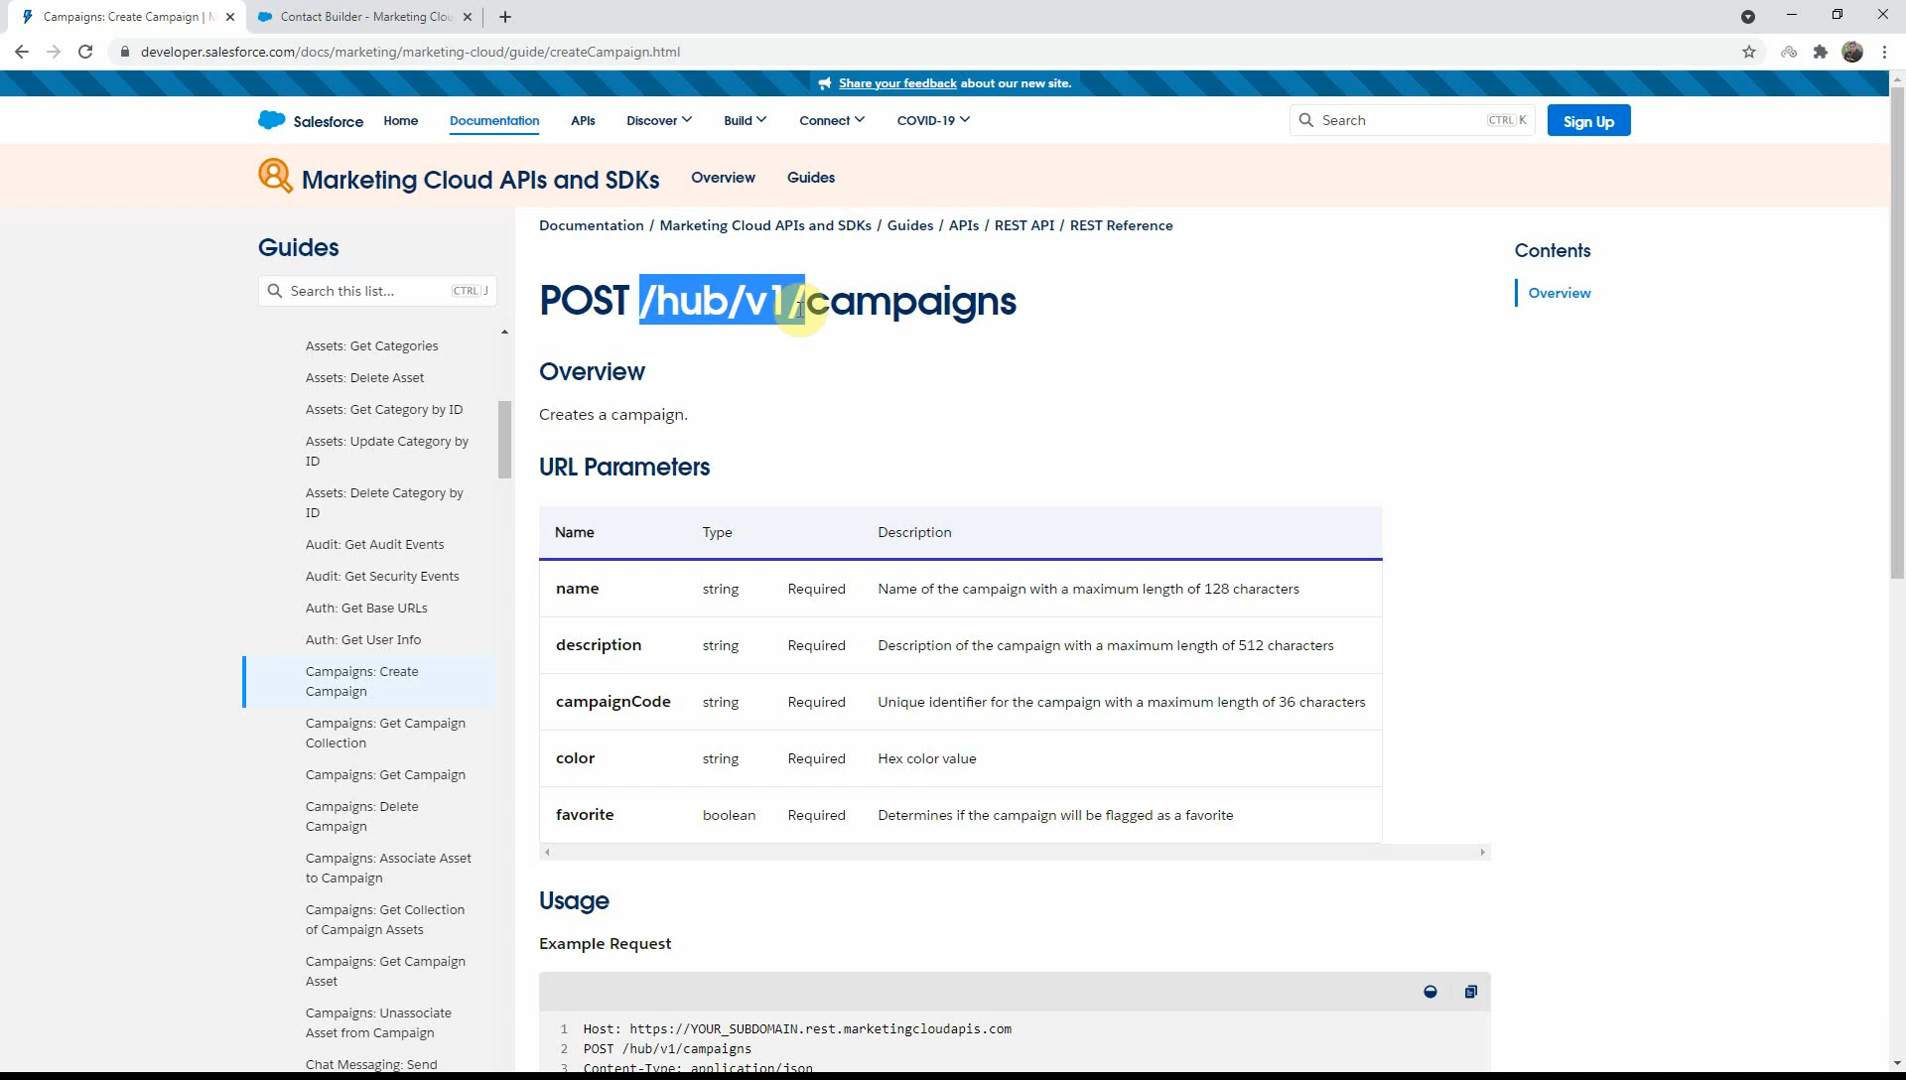 Campaigns: Create Campaign | M
Contact Builder - Marketing Clou
developer.salesforce.com/docs/marketing/marketing-cloud/guide/createCampaign.html
Share your feedback about our new site.
Salesforce Home Documentation APIs Discover Build Connect COVID-19 Search CTRL K Sign Up
Marketing Cloud APIs and SDKs Overview Guides
Documentation / Marketing Cloud APIs and SDKs / Guides / APIs / REST API / REST Reference
Guides
Search this list... CTRL J
Assets: Get Categories
Assets: Delete Asset
Assets: Get Category by ID
Assets: Update Category by
ID
Assets: Delete Category by
ID
Audit: Get Audit Events
Audit: Get Security Events
Auth: Get Base URLs
Auth: Get User Info
Campaigns: Create
Campaign
Campaigns: Get Campaign
Collection
Campaigns: Get Campaign
Campaigns: Delete
Campaign
Campaigns: Associate Asset
to Campaign
Campaigns: Get Collection
of Campaign Assets
Campaigns: Get Campaign
Asset
Campaigns: Unassociate
Asset from Campaign
Chat Messaging: Send
POST /hub/v1/campaigns
Overview
Creates a campaign.
URL Parameters
Name Type Description
name string Required Name of the campaign with a maximum length of 128 characters
description string Required Description of the campaign with a maximum length of 512 characters
campaignCode string Required Unique identifier for the campaign with a maximum length of 36 characters
color string Required Hex color value
favorite boolean Required Determines if the campaign will be flagged as a favorite
Usage
Example Request
1 Host: https://YOUR_SUBDOMAIN.rest.marketingcloudapis.com
2 POST /hub/v1/campaigns
3 Content-Type: application/json
Contents
Overview